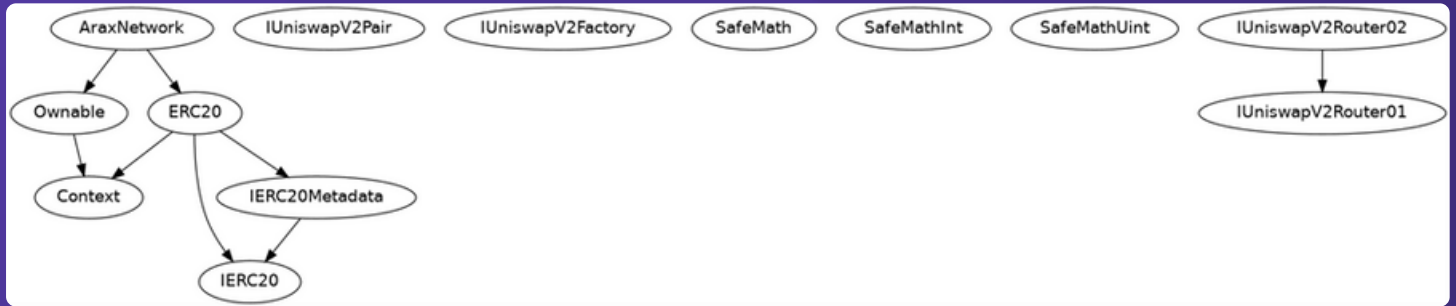 AraxNetwork
IUniswapV2Pair
IUniswapV2Factory
SafeMath
SafeMathInt
SafeMathUint
IUniswapV2Router02
Ownable
ERC20
IUniswapV2Router01
Context
IERC20Metadata
IERC20